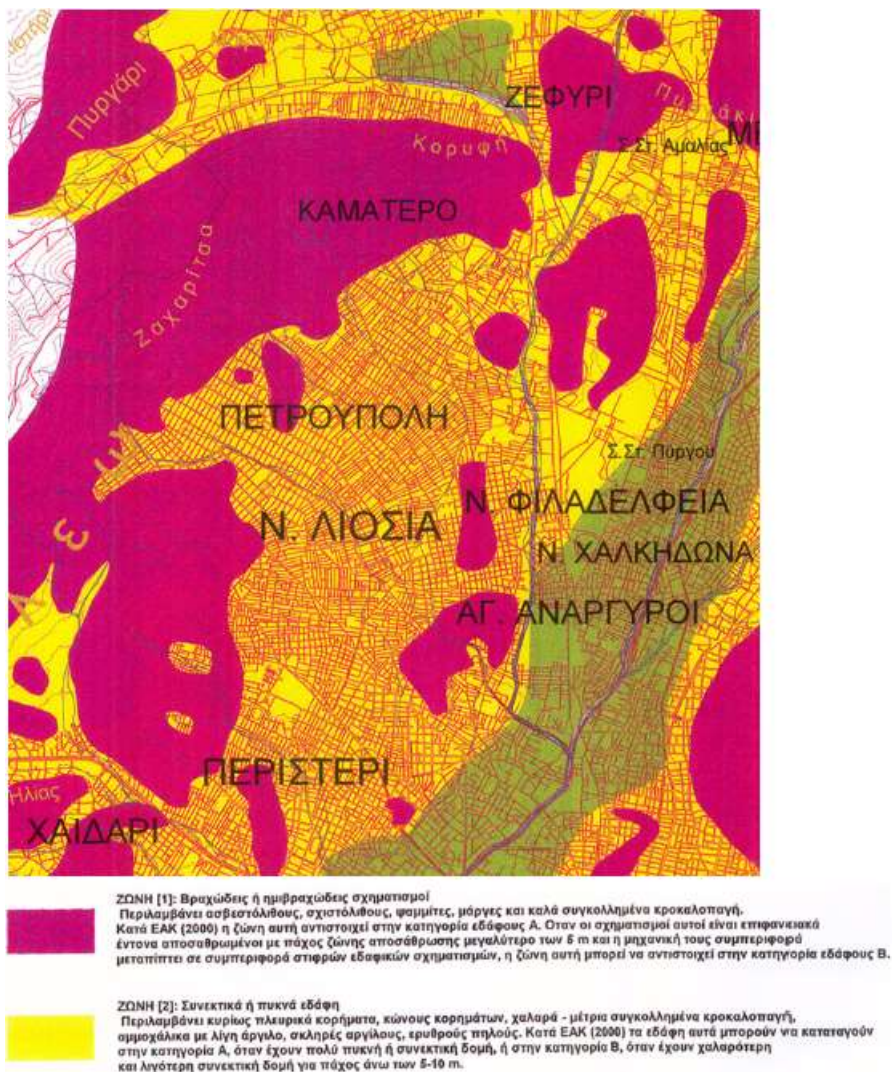 Πυργάρι
ΖΕΦΥΡΙ
Κορυφή
Σ.Στ. Αμαλίας
ΚΑΜΑΤΕΡΟ
Ζαχαρίτσα
ΠΕΤΡΟΥΠΟΛΗ
Σ.Στ. Πύργου
Ν. ΦΙΛΑΔΕΛΦΕΙΑ
Ν. ΛΙΟΣΙΑ
Ν. ΧΑΛΚΗΔΩΝΑ
ΑΓ. ΑΝΑΡΓΥΡΟΙ
ΠΕΡΙΣΤΕΡΙ
Ηλίας
ΧΑΙΔΑΡΙ
ΖΩΝΗ [1]: Βραχώδεις ή ημιβραχώδεις σχηματισμοί
Περιλαμβάνει ασβεστόλιθους, σχιστόλιθους, ψαμμίτες, μάργες και καλά συγκολλημένα κροκαλοπαγή.
Κατά ΕΑΚ (2000) η ζώνη αυτή αντιστοιχεί στην κατηγορία εδάφους Α. Οταν οι σχηματισμοί αυτοί είναι επιφανειακά
έντονα αποσαθρωμένοι με πάχος ζώνης αποσάθρωσης μεγαλύτερο των 5 m και η μηχανική τους συμπεριφορά
μεταπίπτει σε συμπεριφορά στιφρών εδαφικών σχηματισμών, η ζώνη αυτή μπορεί να αντιστοιχεί στην κατηγορία εδάφους Β.
ΖΩΝΗ [2]: Συνεκτικά ή πυκνά εδάφη
Περιλαμβάνει κυρίως πλευρικά κορήματα, κώνους κορημάτων, χαλαρά - μέτρια συγκολλημένα κροκαλοπαγή,
αμμοχάλικα με λίγη άργιλο, σκληρές αργίλους, ερυθρούς πηλούς. Κατά ΕΑΚ (2000) τα εδάφη αυτά μπορούν να καταταγούν
στην κατηγορία Α, όταν έχουν πολύ πυκνή ή συνεκτική δομή, ή στην κατηγορία Β, όταν έχουν χαλαρότερη
και λιγότερη συνεκτική δομή για πάχος άνω των 5-10 m.